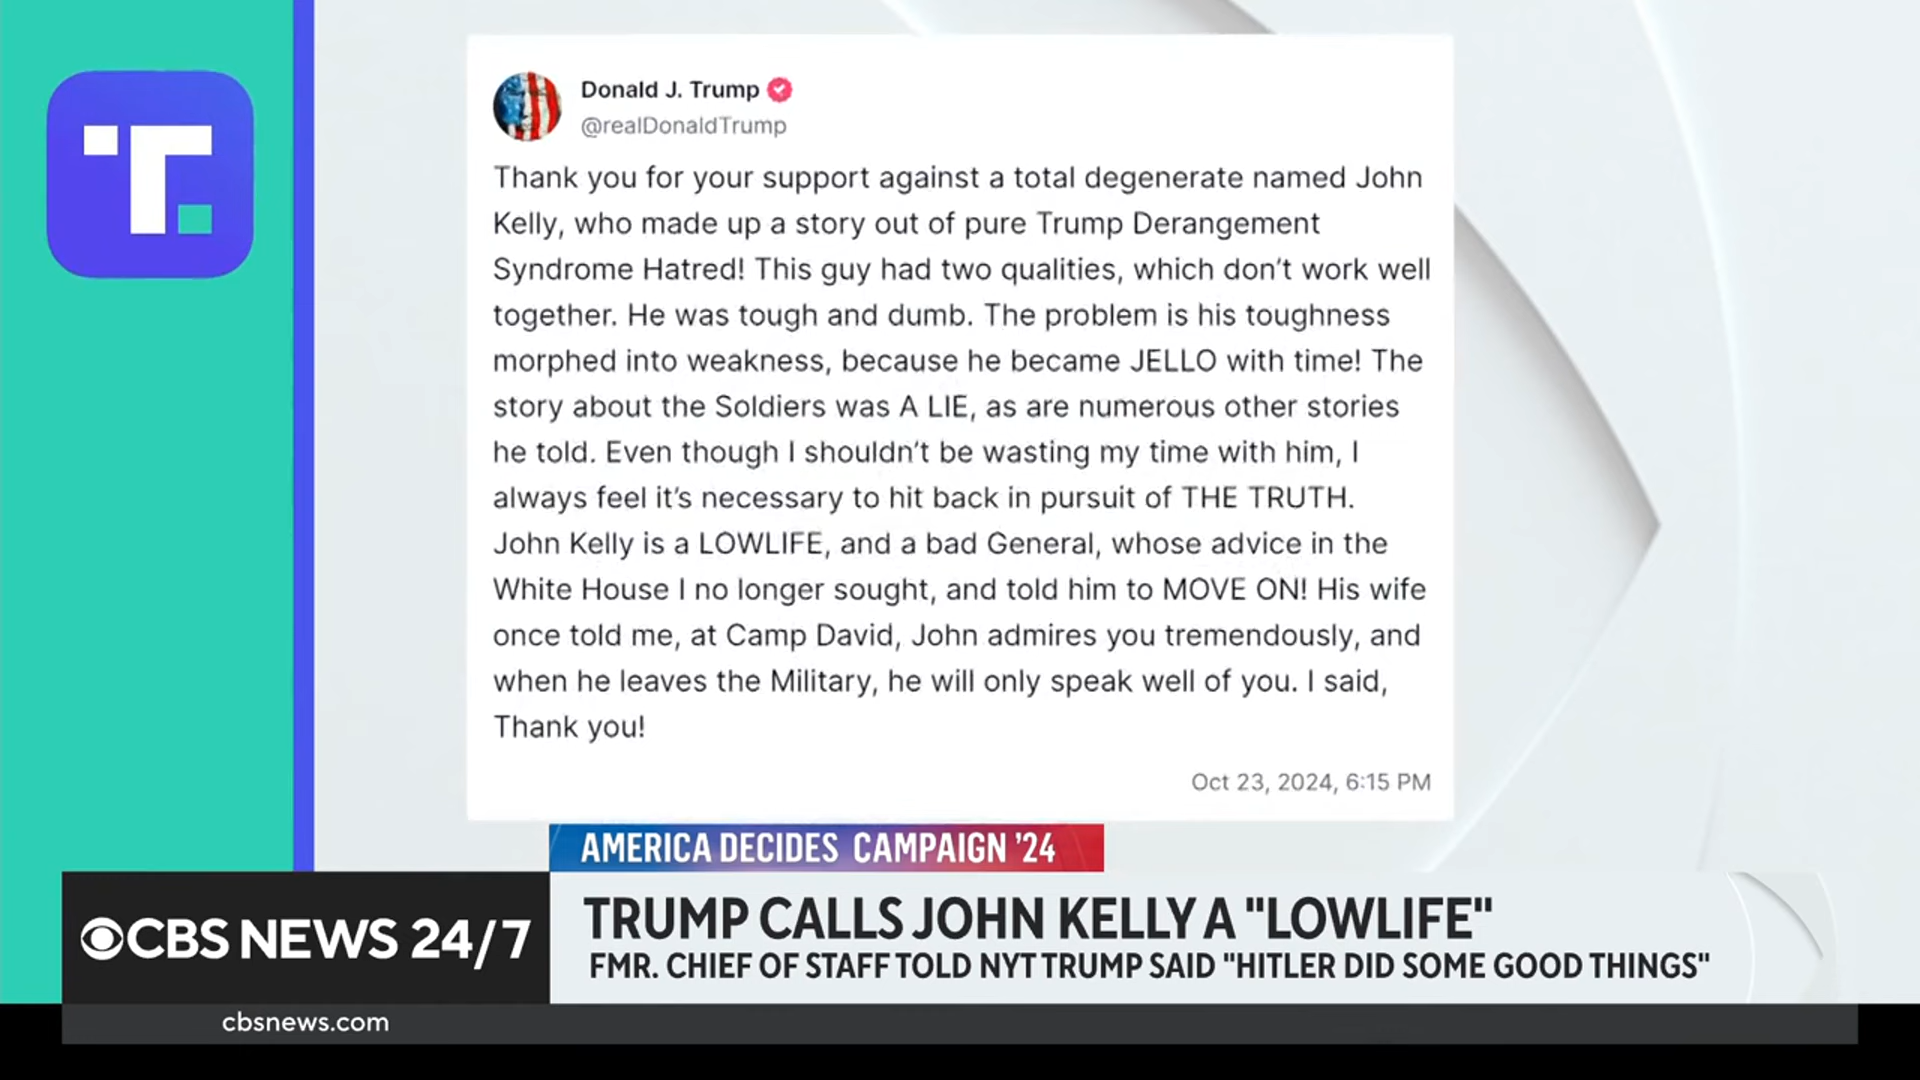 T.
Donald J. Trump
@realDonaldTrump
Thank you for your support against a total degenerate named John
Kelly, who made up a story out of pure Trump Derangement
Syndrome Hatred! This guy had two qualities, which don’t work well
together. He was tough and dumb. The problem is his toughness
morphed into weakness, because he became JELLO with time! The
story about the Soldiers was A LIE, as are numerous other stories
he told. Even though I shouldn’t be wasting my time with him, I
always feel it’s necessary to hit back in pursuit of THE TRUTH.
John Kelly is a LOWLIFE, and a bad General, whose advice in the
White House I no longer sought, and told him to MOVE ON! His wife
once told me, at Camp David, John admires you tremendously, and
when he leaves the Military, he will only speak well of you. I said,
Thank you!
Oct 23, 2024, 6:15 PM
AMERICA DECIDES CAMPAIGN ’24
CBS NEWS 24/7
TRUMP CALLS JOHN KELLY A "LOWLIFE"
FMR. CHIEF OF STAFF TOLD NYT TRUMP SAID "HITLER DID SOME GOOD THINGS"
cbsnews.com